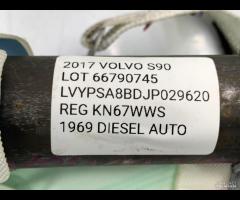 2017 VOLVO S90
LOT 66790745
LVYPSA8BDJP029620
REG KN67WWS
1969 DIESEL AUTO